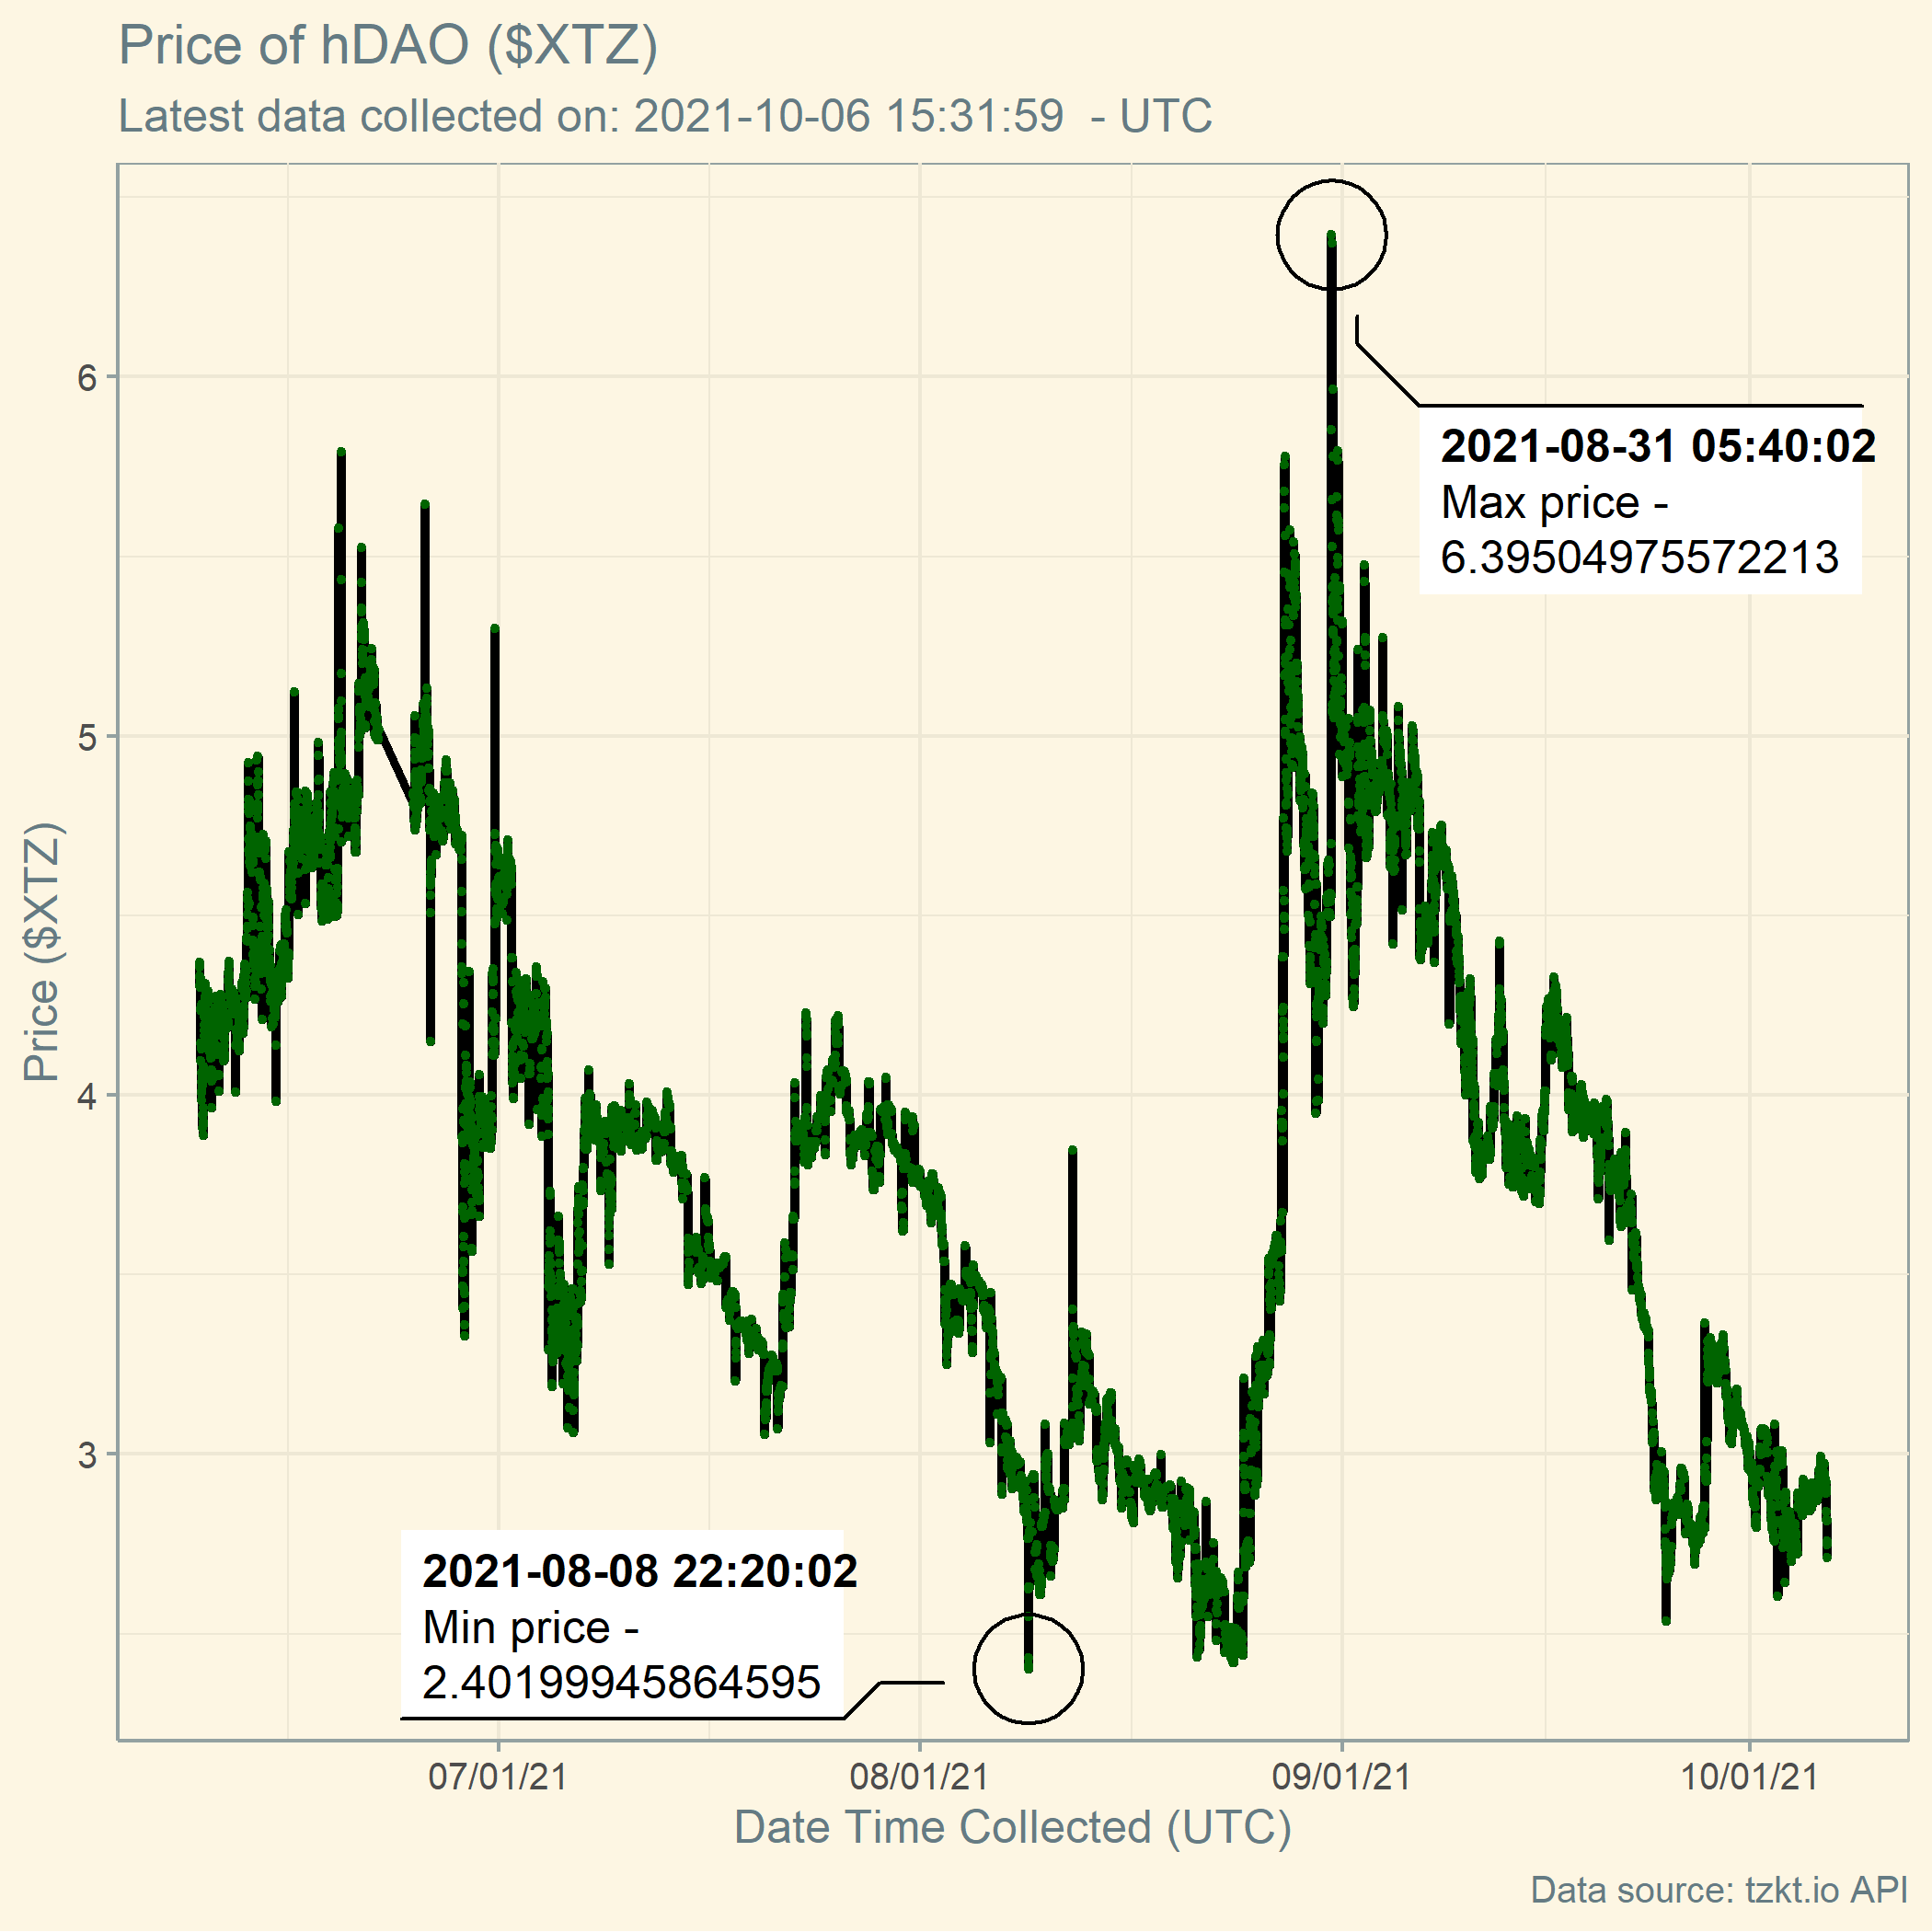 Price of hDAO ($XTZ)
Latest data collected on: 2021-10-06 15:31:59  - UTC
Price ($XTZ)
6
5
4
3
2021-08-31 05:40:02
Max price -
6.39504975572213
2021-08-08 22:20:02
Min price -
2.40199945864595
07/01/21
08/01/21
09/01/21
10/01/21
Date Time Collected (UTC)
Data source: tzkt.io API